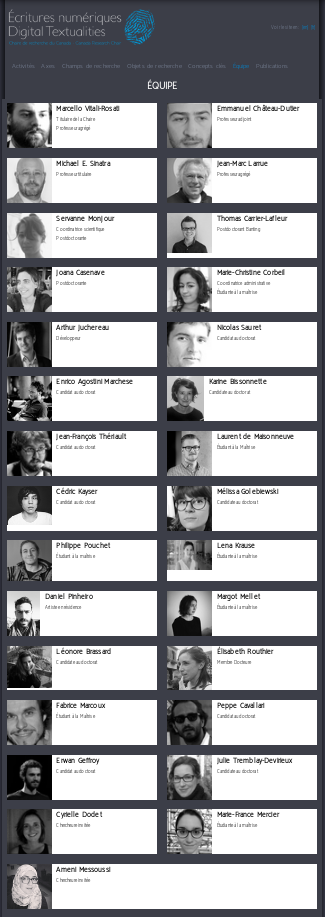 Écritures numériques
Digital Textualities
Activités Axes Champs de recherche Objets de recherche Concepts clés Équipe Publications
ÉQUIPE
Marcello Vitali-Rosati
Titulaire de la Chaire
Professeur agrégé
Emmanuel Château-Dutier
Professeur adjoint
Michael E. Sinatra
Professeur titulaire
Jean-Marc Larrue
Professeur agrégé
Servanne Monjour
Coordinatrice scientifique
Postdoctorante
Thomas Carrier-Lafleur
Postdoctorant Banting
Joana Casenave
Postdoctorante
Marie-Christine Corbeil
Coordinatrice administrative
Étudiante à la maîtrise
Arthur Juchereau
Développeur
Nicolas Sauret
Candidat au doctorat
Enrico Agostini Marchese
Candidat au doctorat
Karine Bissonnette
Candidate au doctorat
Jean-François Thériault
Candidat au doctorat
Laurent de Maisonneuve
Étudiant à la Maîtrise
Cédric Kayser
Candidat au doctorat
Mélissa Golebiewski
Candidate au doctorat
Philippe Pouchet
Étudiant à la maîtrise
Lena Krause
Étudiante à la maîtrise
Daniel Pinheiro
Artiste en résidence
Margot Mellet
Étudiante à la maîtrise
Léonore Brassard
Candidate au doctorat
Élisabeth Routhier
Membre Docteure
Fabrice Marcoux
Étudiant à la Maîtrise
Peppe Cavallari
Candidat au doctorat
Erwan Geffroy
Candidat au doctorat
Julie Tremblay-Devirieux
Candidate au doctorat
Cyrielle Dodet
Chercheure invitée
Marie-France Mercier
Étudiante à la Maîtrise
Ameni Messoussi
Chercheure invitée